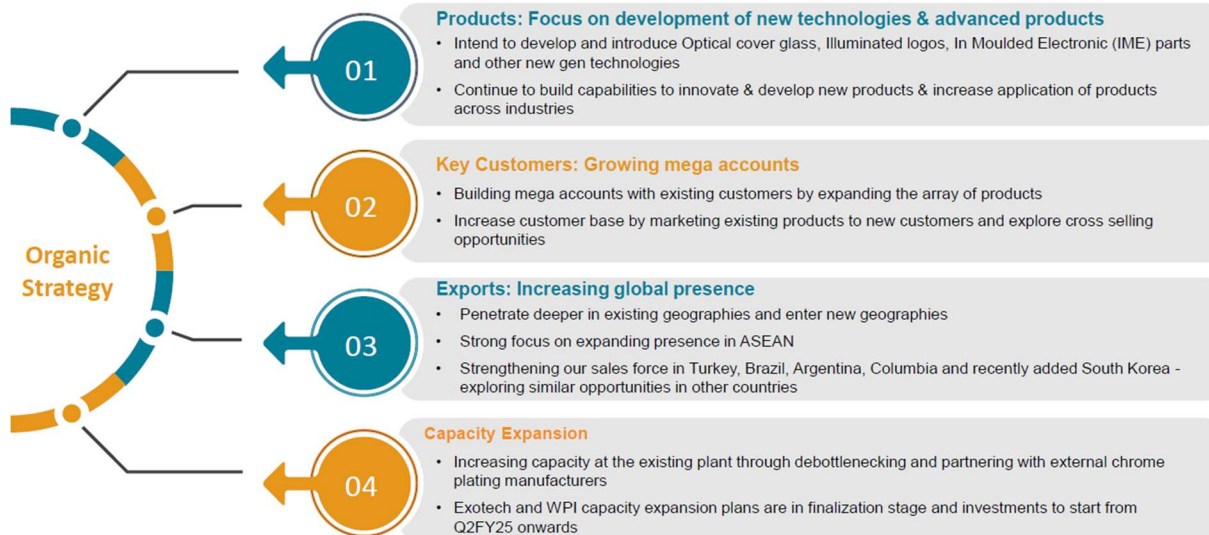 Organic
Strategy
01
Products: Focus on development of new technologies & advanced products
• Intend to develop and introduce Optical cover glass, Illuminated logos, In Moulded Electronic (IME) parts
and other new gen technologies
• Continue to build capabilities to innovate & develop new products & increase application of products
across industries
02
Key Customers: Growing mega accounts
• Building mega accounts with existing customers by expanding the array of products
• Increase customer base by marketing existing products to new customers and explore cross selling
opportunities
03
Exports: Increasing global presence
• Penetrate deeper in existing geographies and enter new geographies
• Strong focus on expanding presence in ASEAN
• Strengthening our sales force in Turkey, Brazil, Argentina, Columbia and recently added South Korea -
exploring similar opportunities in other countries
04
Capacity Expansion
• Increasing capacity at the existing plant through debottlenecking and partnering with external chrome
plating manufacturers
• Exotech and WPI capacity expansion plans are in finalization stage and investments to start from
Q2FY25 onwards